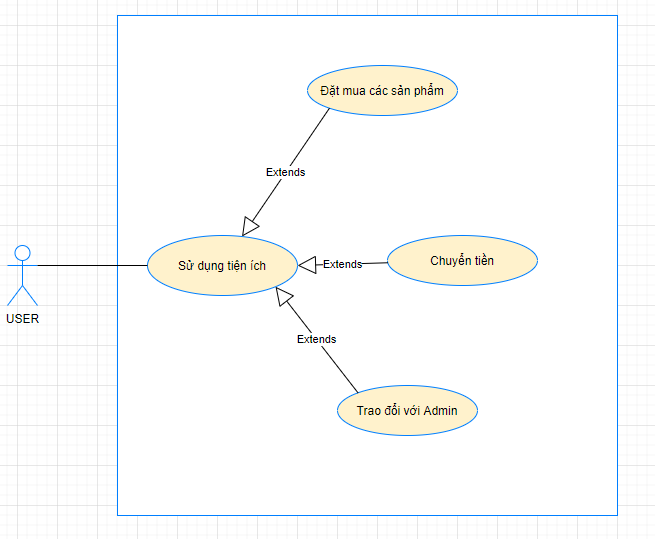 Đặt mua các sản phẩm
Extends
Sử dụng tiện ích
Extends
Chuyển tiền
USER
Extends
Trao đổi với Admin